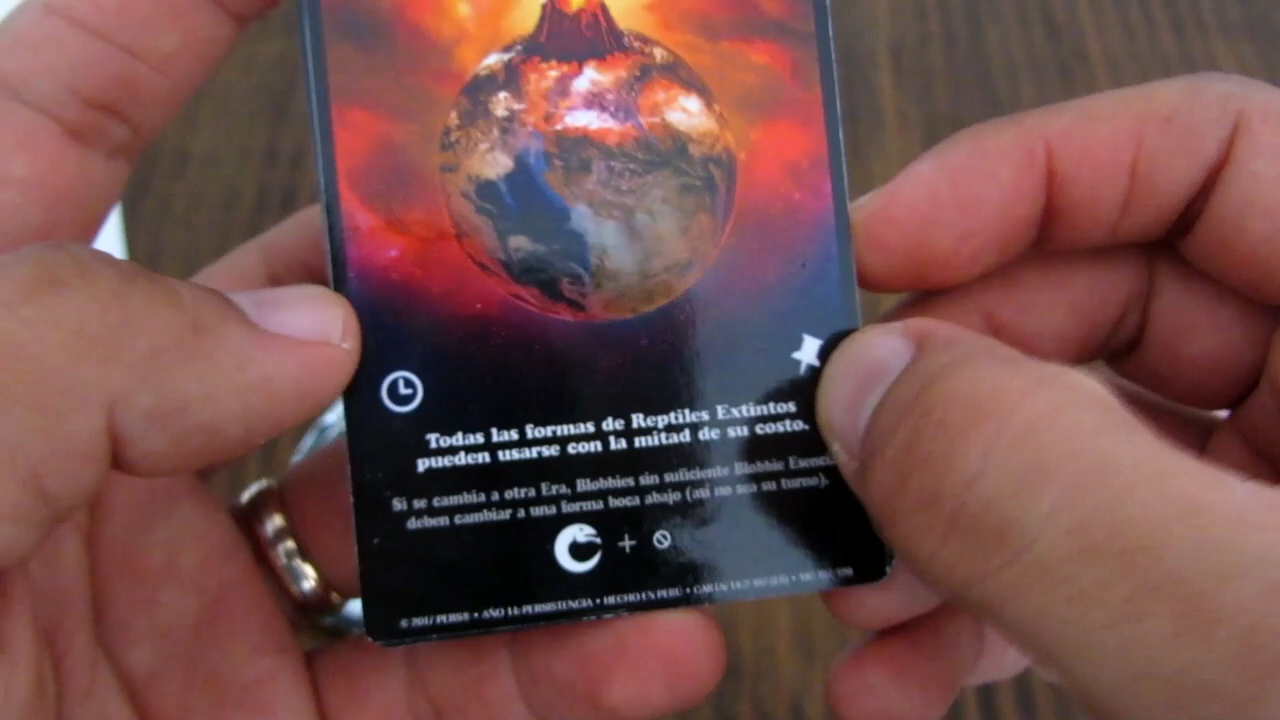 Todas las formas de Reptiles Extintos
pueden usarse con la mitad de su costo.
Si se cambia a otra Era, Blobbies sin suficiente Blobbie Esencia
deben cambiar a una forma boca abajo (así no sea su turno).
+
© 2017 PERSS • AÑO 14: PERSISTENCIA • HECHO EN PERÚ •